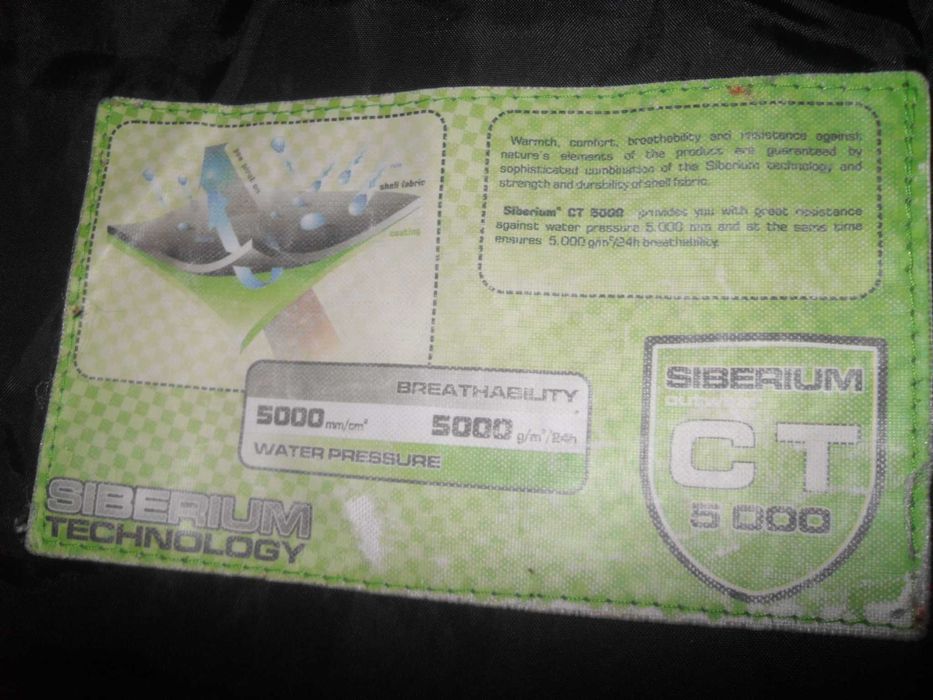 shell fabric
coating
Warmth, comfort, breathability and resistance against
nature's elements of the product are guaranteed by
sophisticated combination of the Siberium technology and
strength and durability of shell fabric.
Siberium® CT 5000 provides you with great resistance
against water pressure 5.000 mm and at the same time
ensures 5.000 g/m²/24h breathability.
BREATHABILITY
5000 mm/cm²
5000 g/m²/24h
WATER PRESSURE
SIBERIUM
TECHNOLOGY
SIBERIUM
CT
5 000